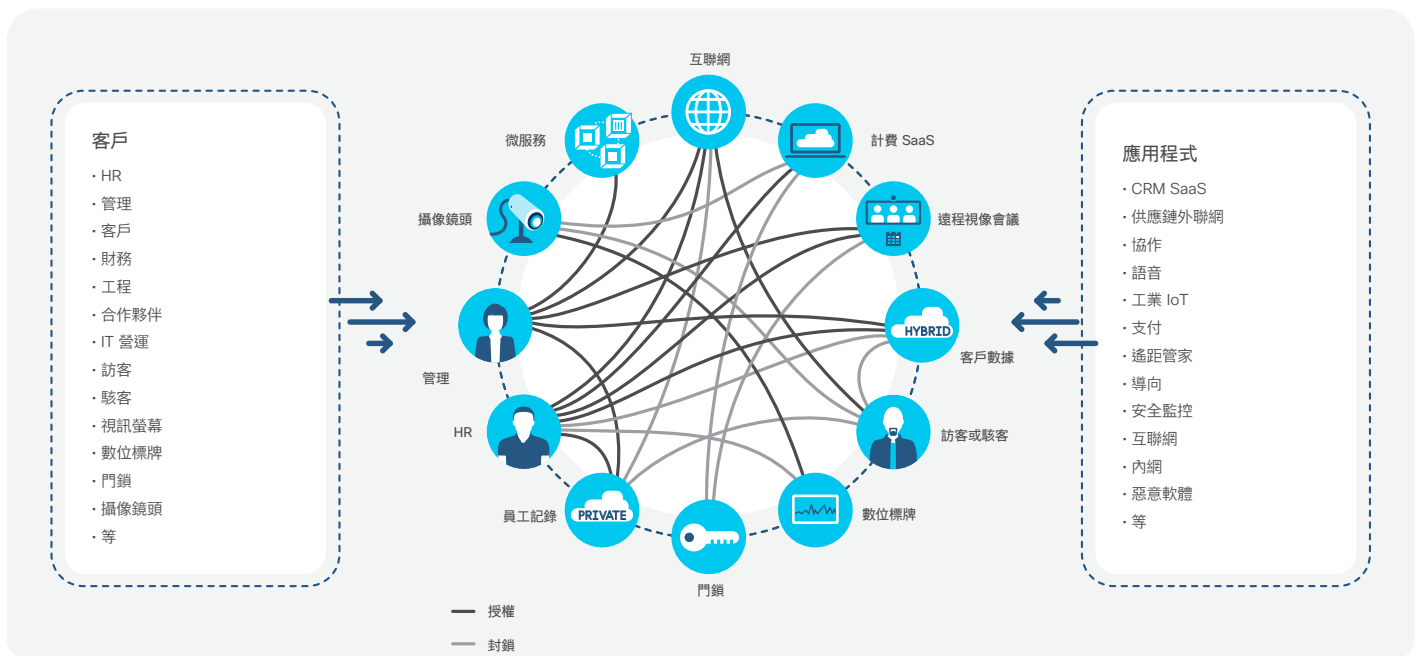 客戶
· HR
· 管理
· 客戶
· 財務
· 工程
· 合作夥伴
· IT 營運
· 訪客
· 駭客
· 視訊螢幕
· 數位標牌
· 門鎖
· 攝像鏡頭
· 等
互聯網
微服務
計費 SaaS
攝像鏡頭
遠程視像會議
管理
HYBRID
客戶數據
HR
訪客或駭客
員工記錄
PRIVATE
數位標牌
門鎖
授權
封鎖
應用程式
· CRM SaaS
· 供應鏈外聯網
· 協作
· 語音
· 工業 IoT
· 支付
· 遙距管家
· 導向
· 安全監控
· 互聯網
· 內網
· 惡意軟體
· 等